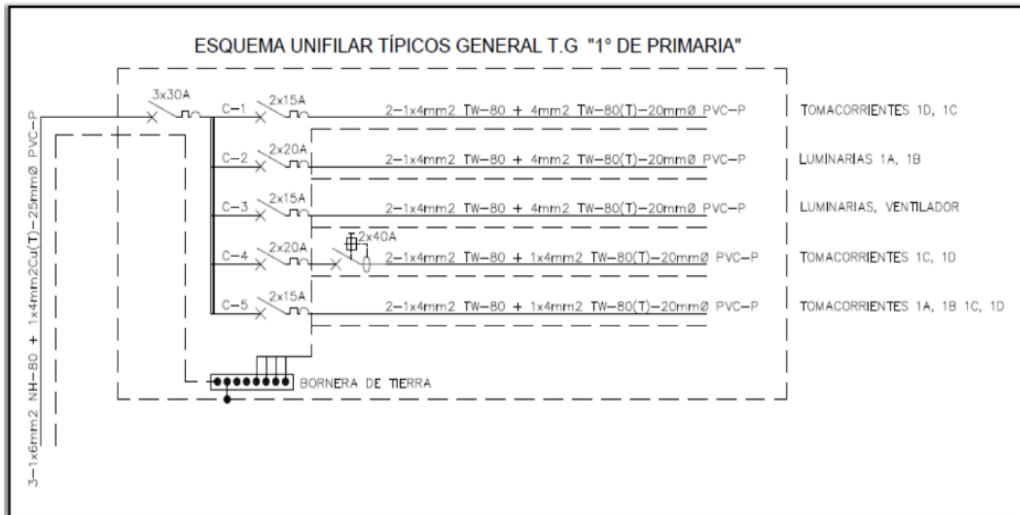 ESQUEMA UNIFILAR TÍPICOS GENERAL T.G "1° DE PRIMARIA"
3x30A
C-1 2x15A 2-1x4mm2 TW-80 + 4mm2 TW-80(T)-20mmØ PVC-P TOMACORRIENTES 1D, 1C
C-2 2x20A 2-1x4mm2 TW-80 + 4mm2 TW-80(T)-20mmØ PVC-P LUMINARIAS 1A, 1B
C-3 2x15A 2-1x4mm2 TW-80 + 4mm2 TW-80(T)-20mmØ PVC-P LUMINARIAS, VENTILADOR
C-4 2x20A 2x40A 2-1x4mm2 TW-80 + 1x4mm2 TW-80(T)-20mmØ PVC-P TOMACORRIENTES 1C, 1D
C-5 2x15A 2-1x4mm2 TW-80 + 1x4mm2 TW-80(T)-20mmØ PVC-P TOMACORRIENTES 1A, 1B 1C, 1D
BORNERA DE TIERRA
3-1x6mm2 NH-80 + 1x4mm2Cu(T)-25mmØ PVC-P